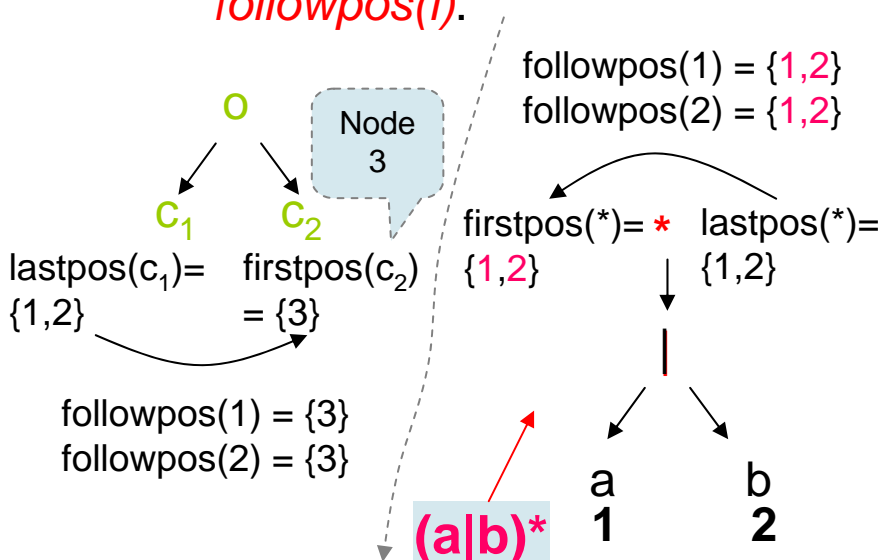 followpos(i).
o
Node
3
c1 c2
lastpos(c1)=
{1,2}
firstpos(c2)
= {3}
followpos(1) = {3}
followpos(2) = {3}
followpos(1) = {1,2}
followpos(2) = {1,2}
firstpos(*)=
{1,2}
*
lastpos(*)=
{1,2}
|
a b
1 2
(a|b)*